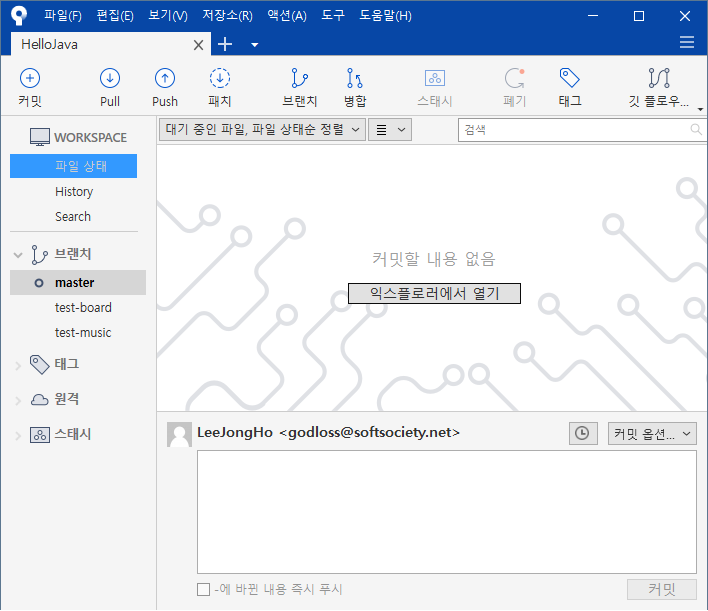 파일(F) 편집(E) 보기(V) 저장소(R) 액션(A) 도구 도움말(H)
HelloJava
커밋 Pull Push 패치 브랜치 병합 스태시 폐기 태그 깃 플로우...
WORKSPACE
파일 상태
History
Search
브랜치
master
test-board
test-music
태그
원격
스태시
대기 중인 파일, 파일 상태순 정렬
검색
커밋할 내용 없음
익스플로러에서 열기
LeeJongHo <godloss@softsociety.net>
커밋 옵션...
-에 바뀐 내용 즉시 푸시
커밋